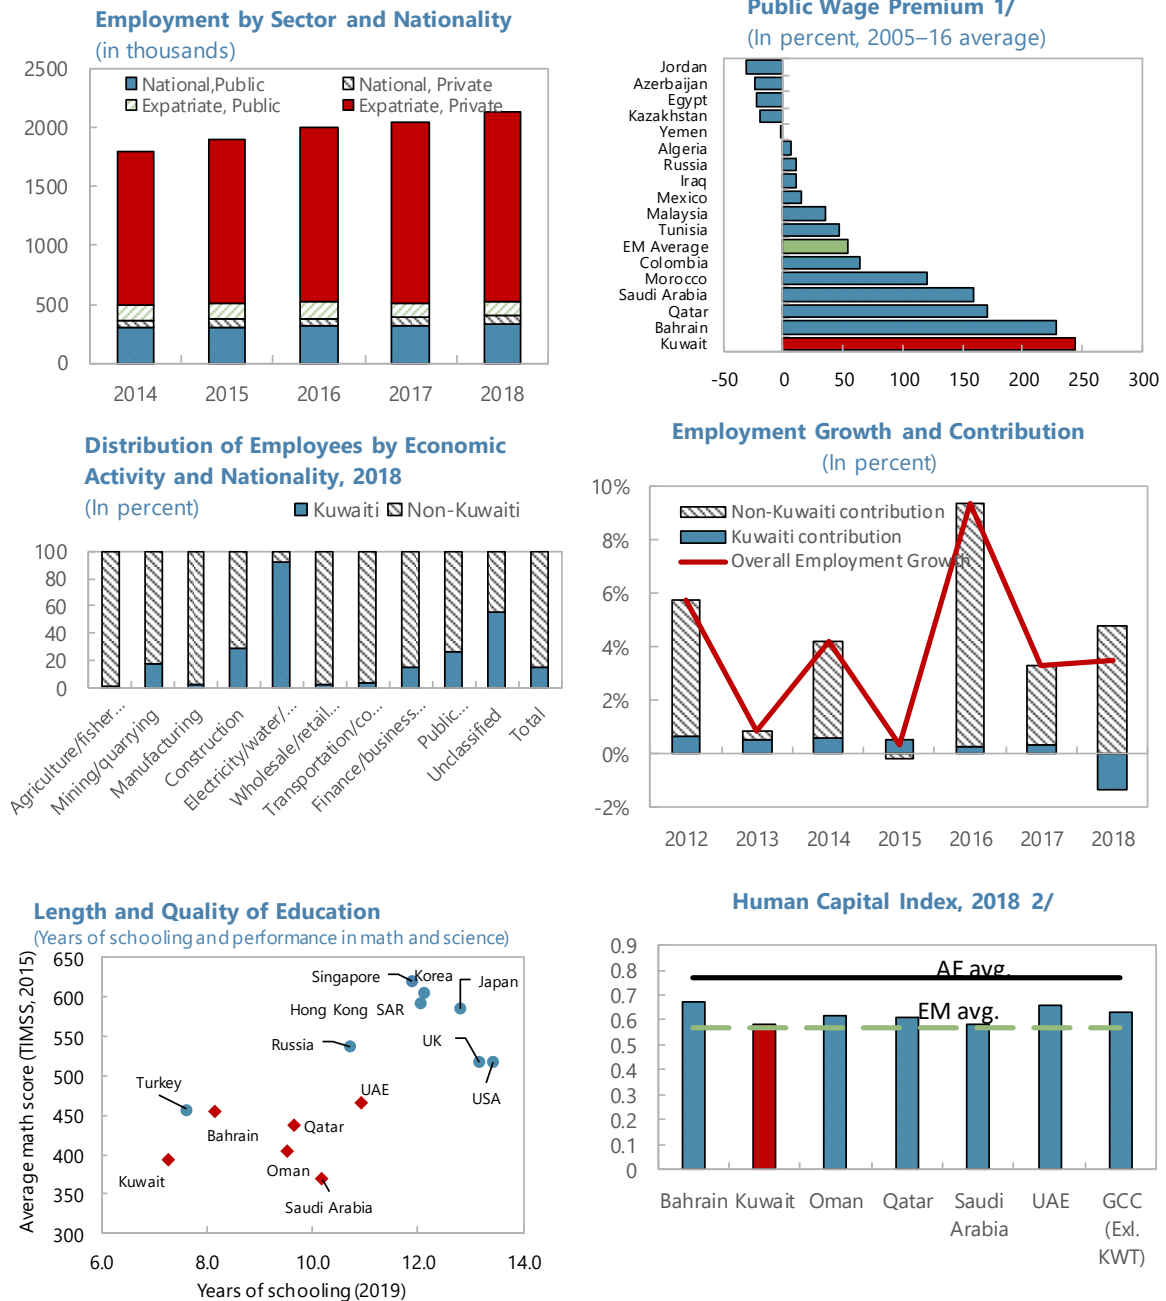 Employment by Sector and Nationality
(in thousands)
2500
2000
1500
1000
500
0
National,Public
National, Private
Expatriate, Public
Expatriate, Private
2014
2015
2016
2017
2018
Public Wage Premium 1/
(In percent, 2005–16 average)
Jordan
Azerbaijan
Egypt
Kazakhstan
Yemen
Algeria
Russia
Iraq
Mexico
Malaysia
Tunisia
EM Average
Colombia
Morocco
Saudi Arabia
Qatar
Bahrain
Kuwait
-50
0
50
100
150
200
250
300
Distribution of Employees by Economic
Activity and Nationality, 2018
(In percent)
Kuwaiti
Non-Kuwaiti
100
80
60
40
20
0
Agriculture/fisher...
Mining/quarrying
Manufacturing
Construction
Electricity/water/...
Wholesale/retail...
Transportation/co...
Finance/business...
Public...
Unclassified
Total
Employment Growth and Contribution
(In percent)
10%
8%
6%
4%
2%
0%
-2%
Non-Kuwaiti contribution
Kuwaiti contribution
Overall Employment Growth
2012
2013
2014
2015
2016
2017
2018
Length and Quality of Education
(Years of schooling and performance in math and science)
Average math score (TIMSS, 2015)
650
600
550
500
450
400
350
300
Singapore
Korea
Japan
Hong Kong SAR
Russia
UK
USA
Turkey
UAE
Bahrain
Qatar
Oman
Kuwait
Saudi Arabia
6.0
8.0
10.0
12.0
14.0
Years of schooling (2019)
Human Capital Index, 2018 2/
0.9
0.8
0.7
0.6
0.5
0.4
0.3
0.2
0.1
0
AE avg.
EM avg.
Bahrain
Kuwait
Oman
Qatar
Saudi
Arabia
UAE
GCC
(Exl.
KWT)